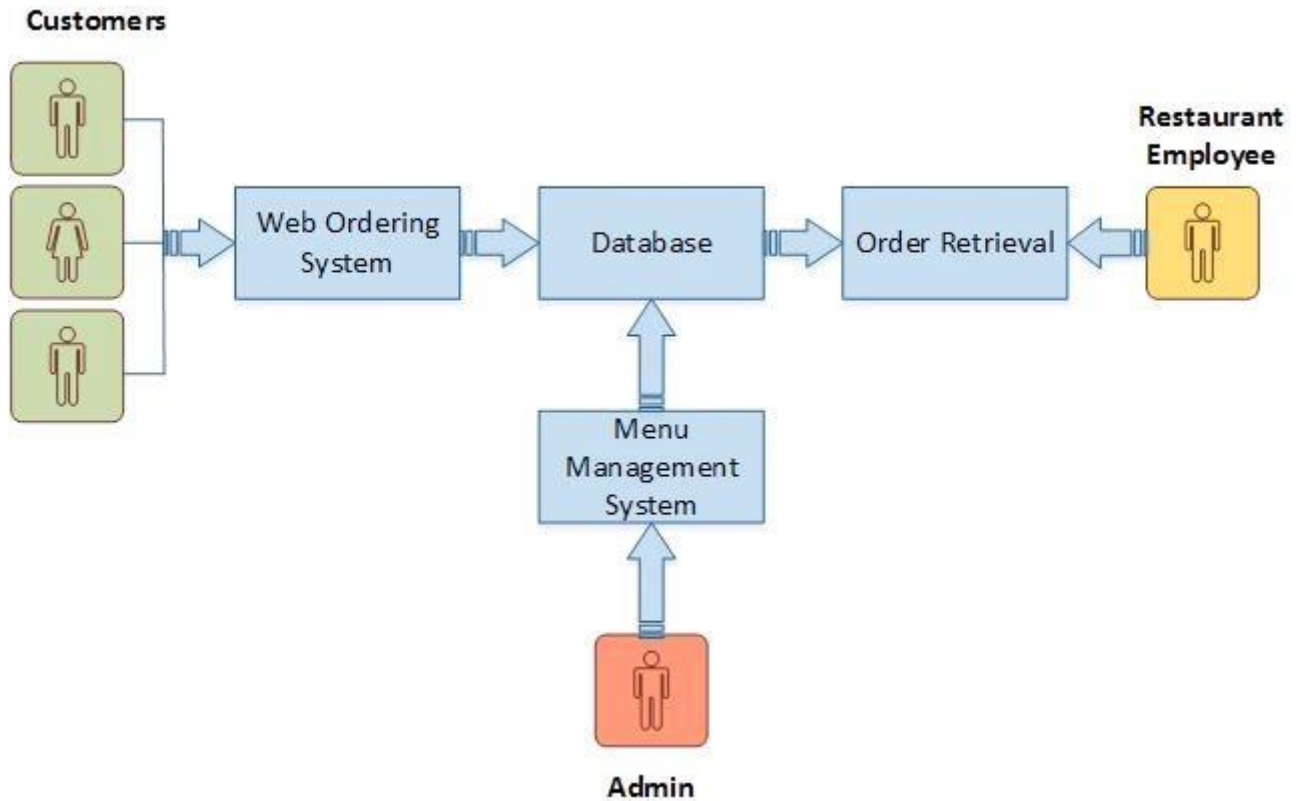 Customers
Restaurant
Employee
Web Ordering
System
Database
Order Retrieval
Menu
Management
System
Admin